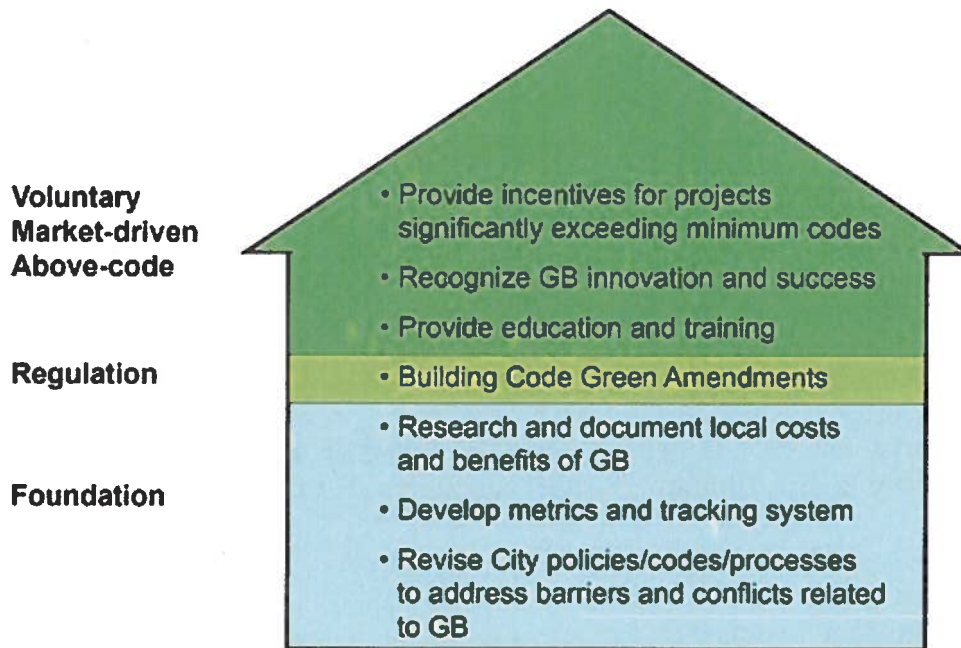 Voluntary
Market-driven
Above-code
• Provide incentives for projects
significantly exceeding minimum codes
• Recognize GB innovation and success
• Provide education and training
Regulation
• Building Code Green Amendments
Foundation
• Research and document local costs
and benefits of GB
• Develop metrics and tracking system
• Revise City policies/codes/processes
to address barriers and conflicts related
to GB